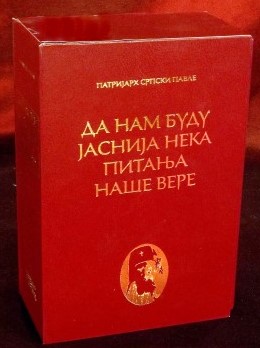 ПАТРИЈАРХ СРПСКИ ПАВЛЕ
ДА НАМ БУДУ
ЈАСНИЈА НЕКА
ПИТАЊА
НАШЕ ВЕРЕ